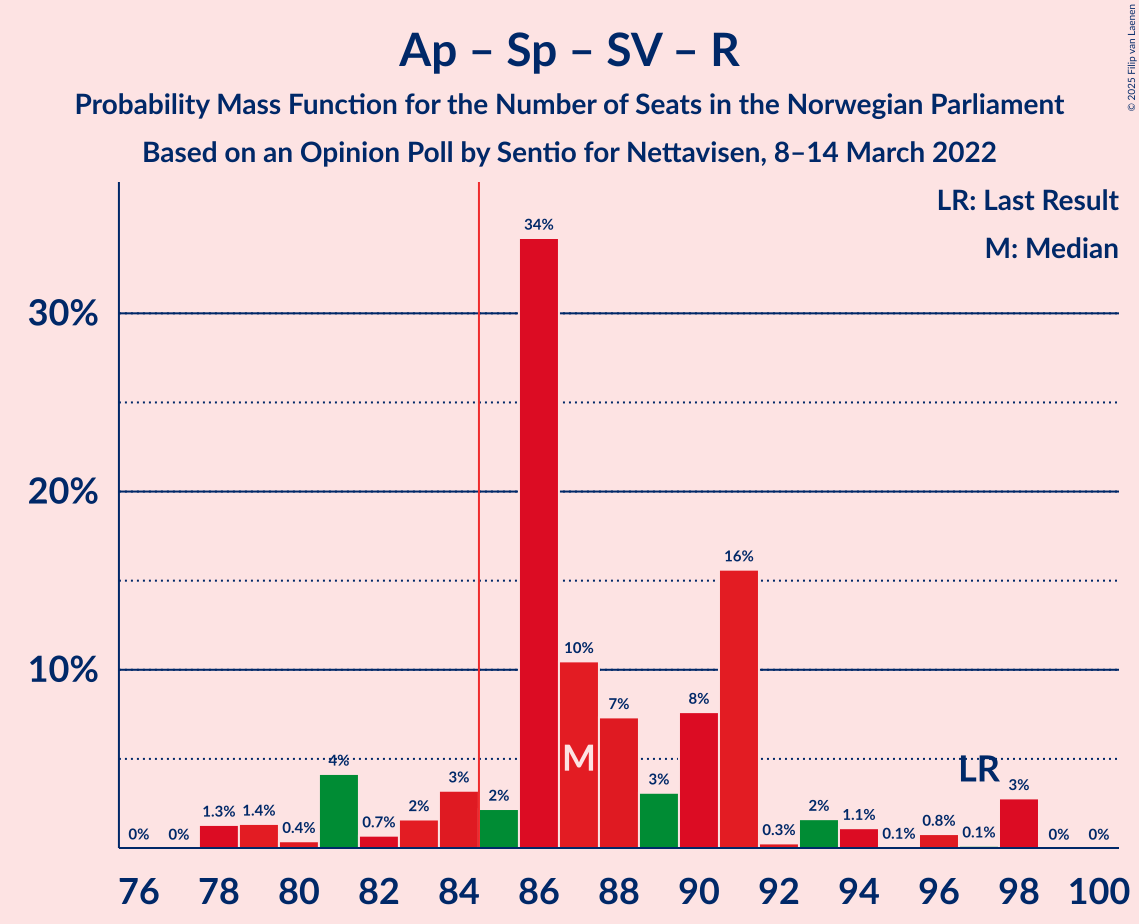 Ap – Sp – SV – R
Probability Mass Function for the Number of Seats in the Norwegian Parliament
Based on an Opinion Poll by Sentio for Nettavisen, 8–14 March 2022
© 2025 Filip van Laenen
LR: Last Result
M: Median
30%
20%
10%
0% 0% 1.3% 1.4% 0.4% 4% 0.7% 2% 3% 2% 34% 10% 7% 3% 8% 16% 0.3% 2% 1.1% 0.1% 0.8% 0.1% 3% 0% 0%
M
LR
76 78 80 82 84 86 88 90 92 94 96 98 100